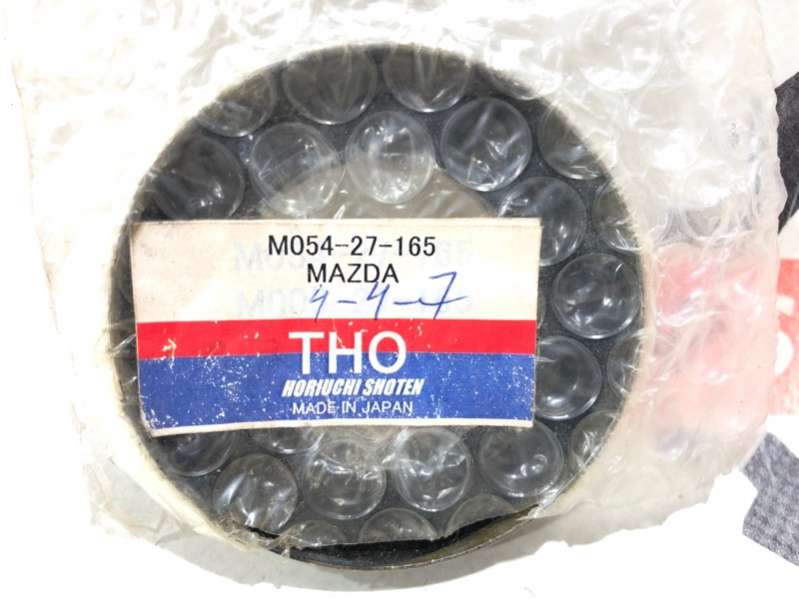 M054-27-165
MAZDA
4-4-7
THO
HORIUCHI SHOTEN
MADE IN JAPAN